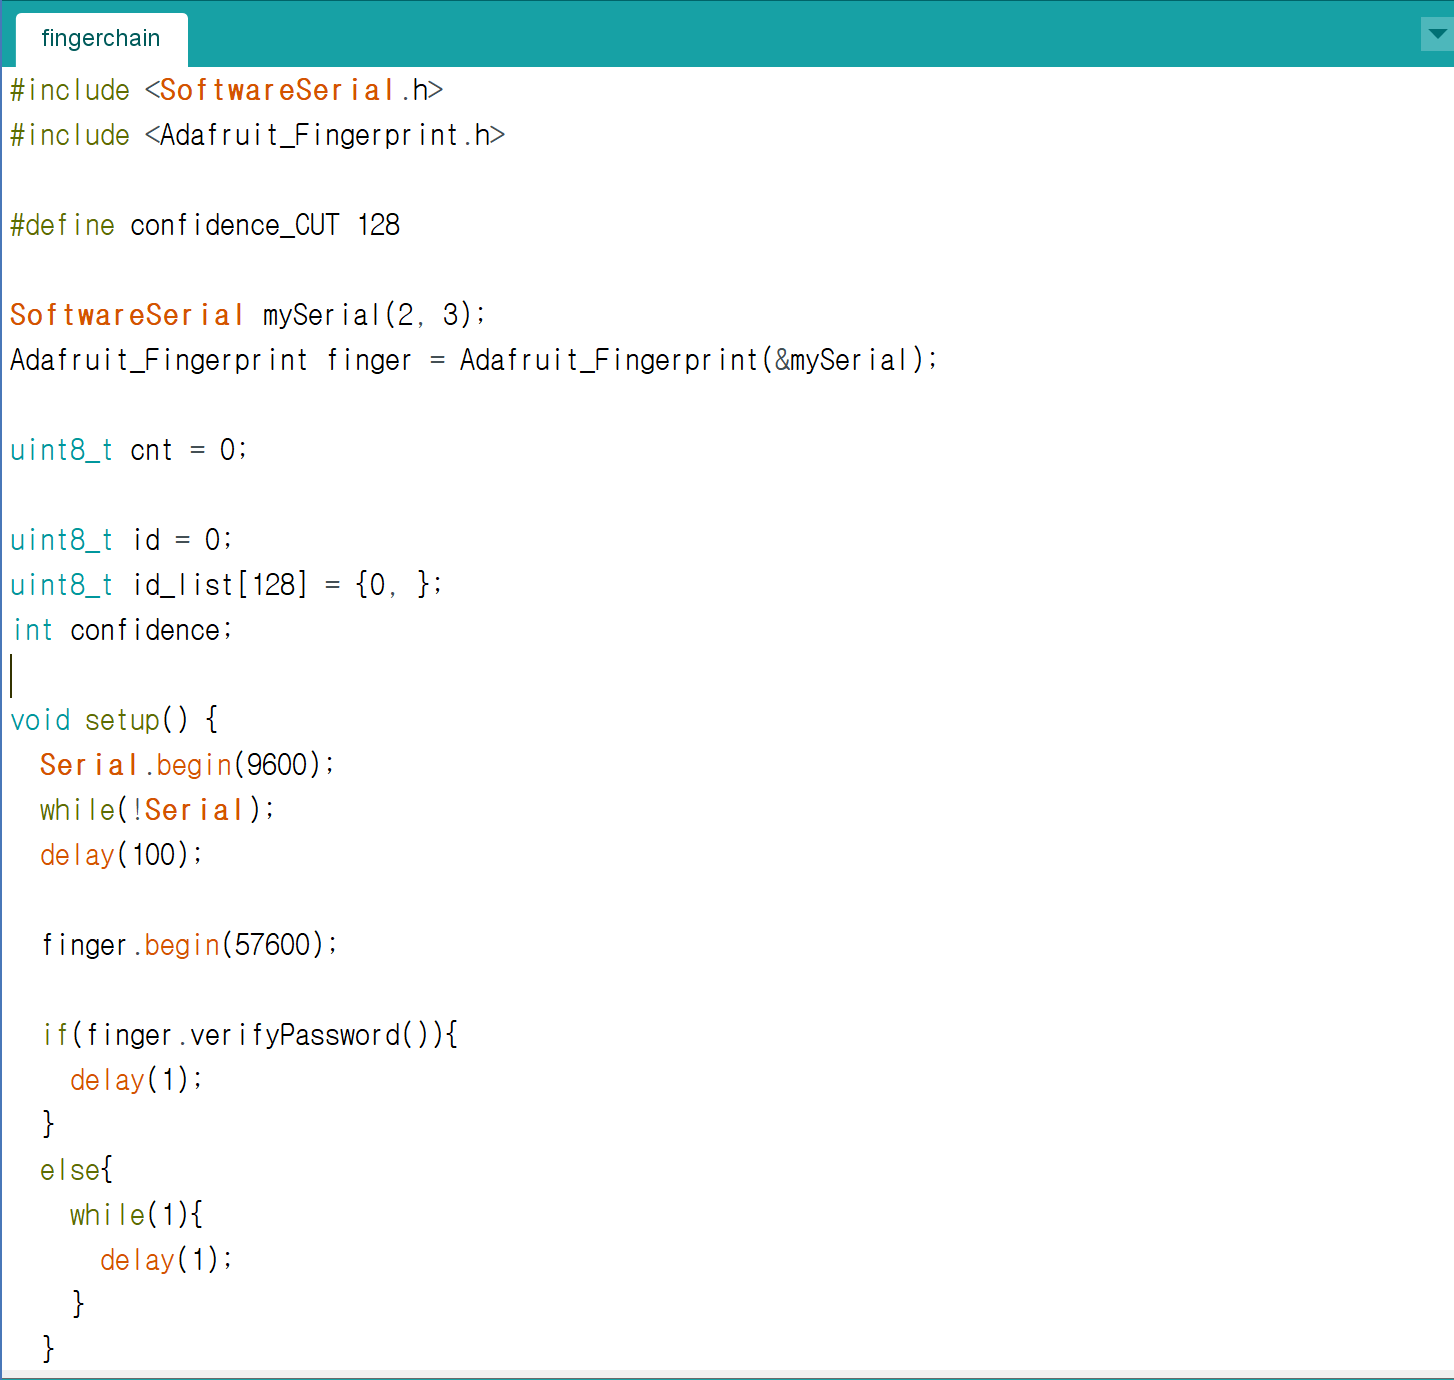 fingerchain
#include <SoftwareSerial.h>
#include <Adafruit_Fingerprint.h>
#define confidence_CUT 128
SoftwareSerial mySerial(2, 3);
Adafruit_Fingerprint finger = Adafruit_Fingerprint(&mySerial);
uint8_t cnt = 0;
uint8_t id = 0;
uint8_t id_list[128] = {0, };
int confidence;
void setup() {
  Serial.begin(9600);
  while(!Serial);
  delay(100);
  finger.begin(57600);
  if(finger.verifyPassword()){
    delay(1);
  }
  else{
    while(1){
      delay(1);
    }
  }